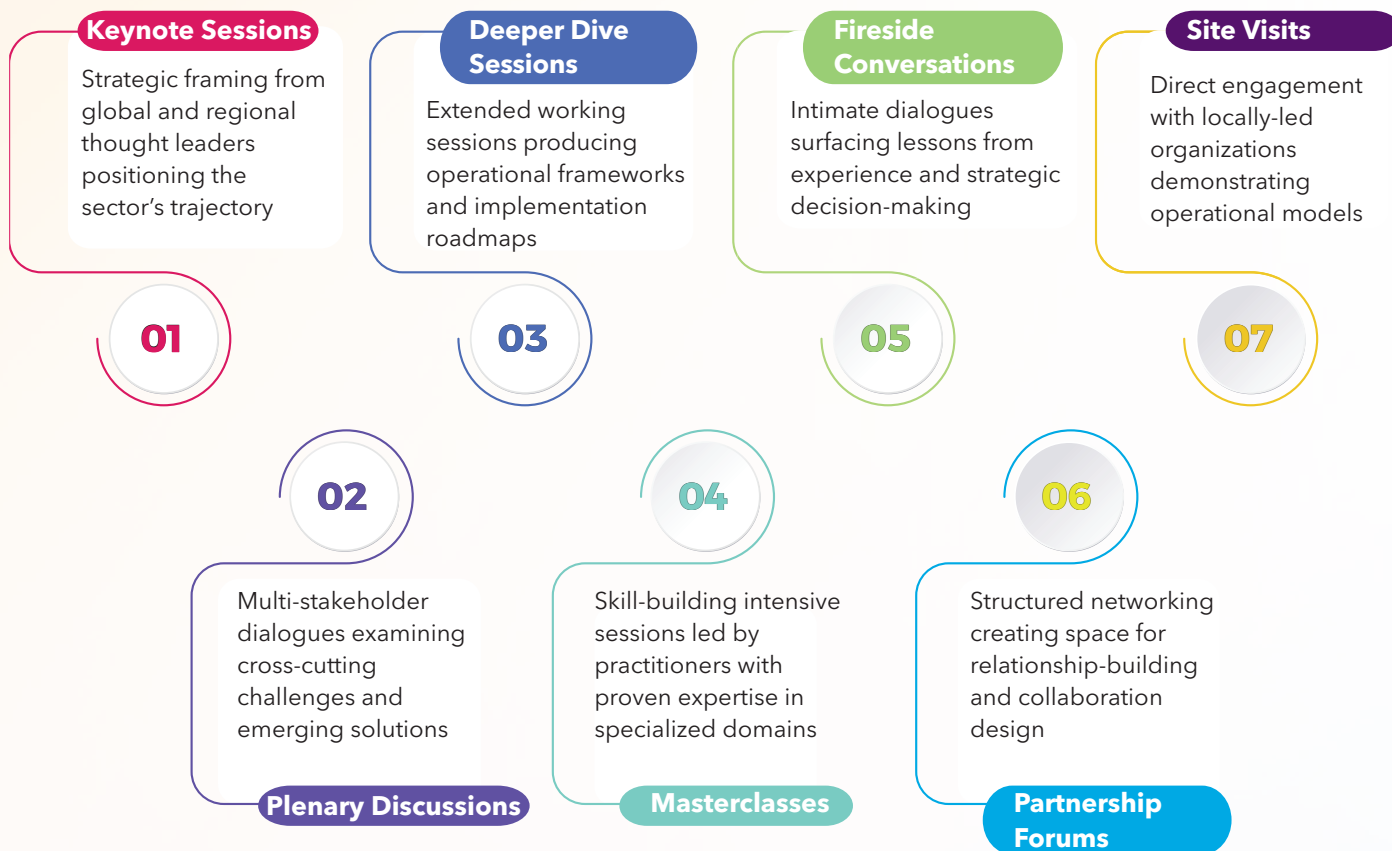 Keynote Sessions
Strategic framing from
global and regional
thought leaders
positioning the
sector’s trajectory
01
Multi-stakeholder
dialogues examining
cross-cutting
challenges and
emerging solutions
02
Plenary Discussions
Deeper Dive
Sessions
Extended working
sessions producing
operational frameworks
and implementation
roadmaps
03
04
Skill-building intensive
sessions led by
practitioners with
proven expertise in
specialized domains
Masterclasses
Fireside
Conversations
Intimate dialogues
surfacing lessons from
experience and strategic
decision-making
05
06
Structured networking
creating space for
relationship-building
and collaboration
design
Partnership
Forums
Site Visits
Direct engagement
with locally-led
organizations
demonstrating
operational models
07